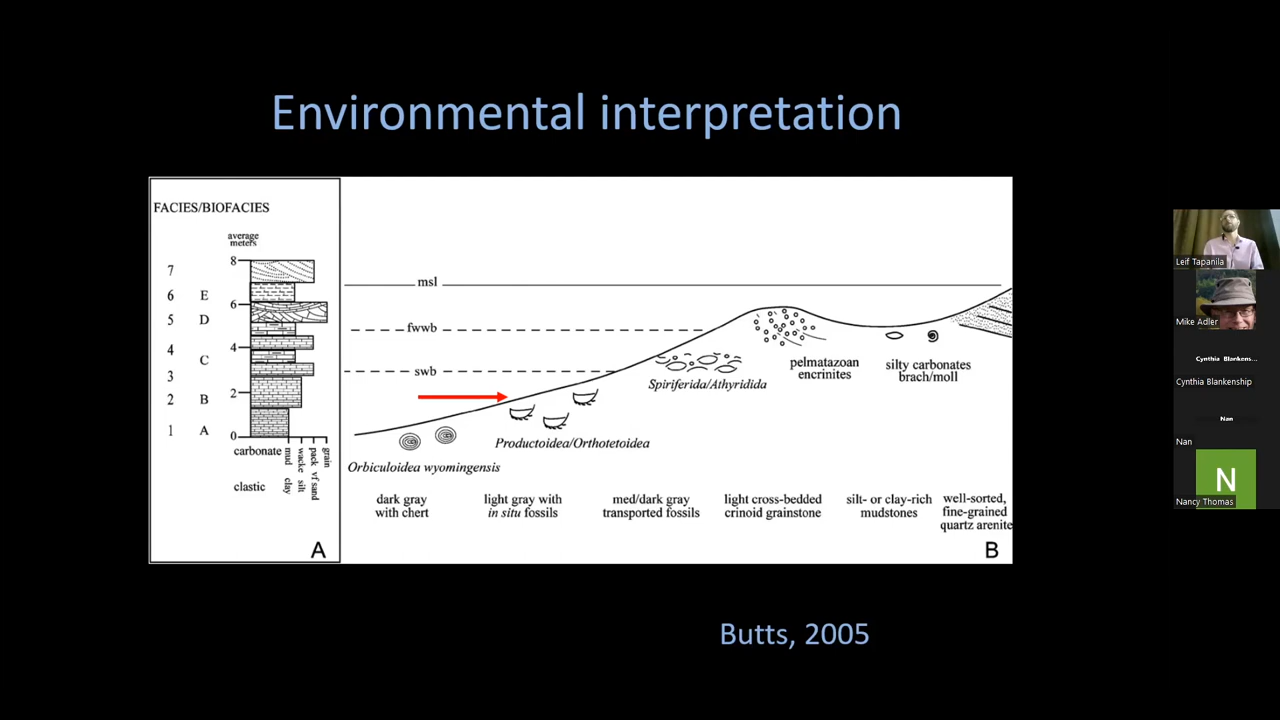 Environmental interpretation
FACIES/BIOFACIES
average
meters
8
7
6 E
6
5 D
4
4
C
3
2
2 B
1 A
0
carbonate
clastic
mud
wacke
pack
grain
clay
silt
vf sand
A
msl
fwwb
swb
Spiriferida/Athyridida
pelmatazoan
encrinites
silty carbonates
brach/moll
Productoidea/Orthotetoidea
Orbiculoidea wyomingensis
dark gray
with chert
light gray with
in situ fossils
med/dark gray
transported fossils
light cross-bedded
crinoid grainstone
silt- or clay-rich
mudstones
well-sorted,
fine-grained
quartz arenite
B
Butts, 2005
Leif Tapanila
Mike Adler
Cynthia Blankens...
Cynthia Blankenship
Nan
Nan
N
Nancy Thomas